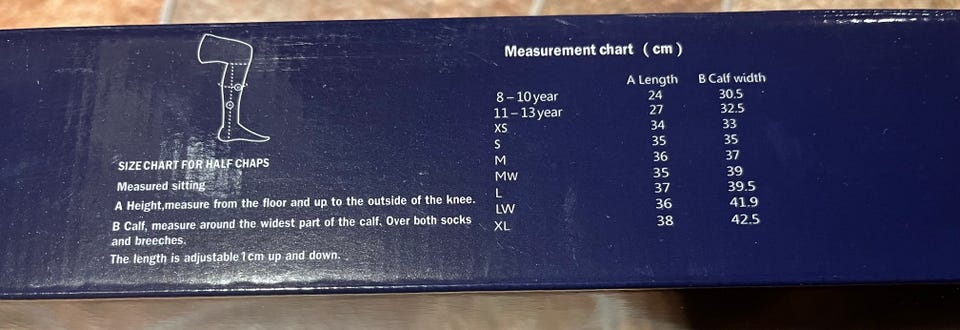 Measurement chart ( cm )
A Length B Calf width
8 – 10 year 24 30.5
11 – 13 year 27 32.5
XS 34 33
S 35 35
M 36 37
Mw 35 39
L 37 39.5
LW 36 41.9
XL 38 42.5
SIZE CHART FOR HALF CHAPS
Measured sitting
A Height,measure from the floor and up to the outside of the knee.
B Calf, measure around the widest part of the calf. Over both socks
and breeches.
The length is adjustable 1cm up and down.